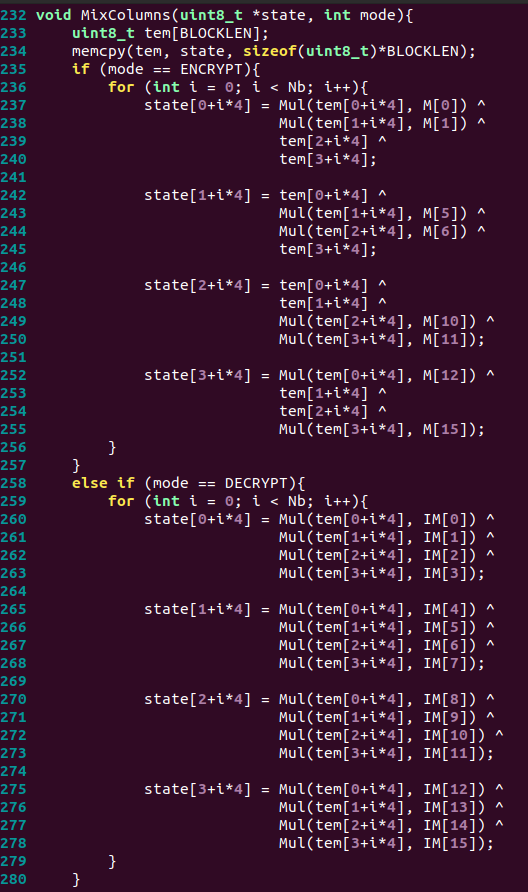 232 void MixColumns(uint8_t *state, int mode){
233     uint8_t tem[BLOCKLEN];
234     memcpy(tem, state, sizeof(uint8_t)*BLOCKLEN);
235     if (mode == ENCRYPT){
236         for (int i = 0; i < Nb; i++){
237             state[0+i*4] = Mul(tem[0+i*4], M[0]) ^
238                            Mul(tem[1+i*4], M[1]) ^
239                            tem[2+i*4] ^
240                            tem[3+i*4];
241
242             state[1+i*4] = tem[0+i*4] ^
243                            Mul(tem[1+i*4], M[5]) ^
244                            Mul(tem[2+i*4], M[6]) ^
245                            tem[3+i*4];
246
247             state[2+i*4] = tem[0+i*4] ^
248                            tem[1+i*4] ^
249                            Mul(tem[2+i*4], M[10]) ^
250                            Mul(tem[3+i*4], M[11]);
251
252             state[3+i*4] = Mul(tem[0+i*4], M[12]) ^
253                            tem[1+i*4] ^
254                            tem[2+i*4] ^
255                            Mul(tem[3+i*4], M[15]);
256         }
257     }
258     else if (mode == DECRYPT){
259         for (int i = 0; i < Nb; i++){
260             state[0+i*4] = Mul(tem[0+i*4], IM[0]) ^
261                            Mul(tem[1+i*4], IM[1]) ^
262                            Mul(tem[2+i*4], IM[2]) ^
263                            Mul(tem[3+i*4], IM[3]);
264
265             state[1+i*4] = Mul(tem[0+i*4], IM[4]) ^
266                            Mul(tem[1+i*4], IM[5]) ^
267                            Mul(tem[2+i*4], IM[6]) ^
268                            Mul(tem[3+i*4], IM[7]);
269
270             state[2+i*4] = Mul(tem[0+i*4], IM[8]) ^
271                            Mul(tem[1+i*4], IM[9]) ^
272                            Mul(tem[2+i*4], IM[10]) ^
273                            Mul(tem[3+i*4], IM[11]);
274
275             state[3+i*4] = Mul(tem[0+i*4], IM[12]) ^
276                            Mul(tem[1+i*4], IM[13]) ^
277                            Mul(tem[2+i*4], IM[14]) ^
278                            Mul(tem[3+i*4], IM[15]);
279         }
280     }